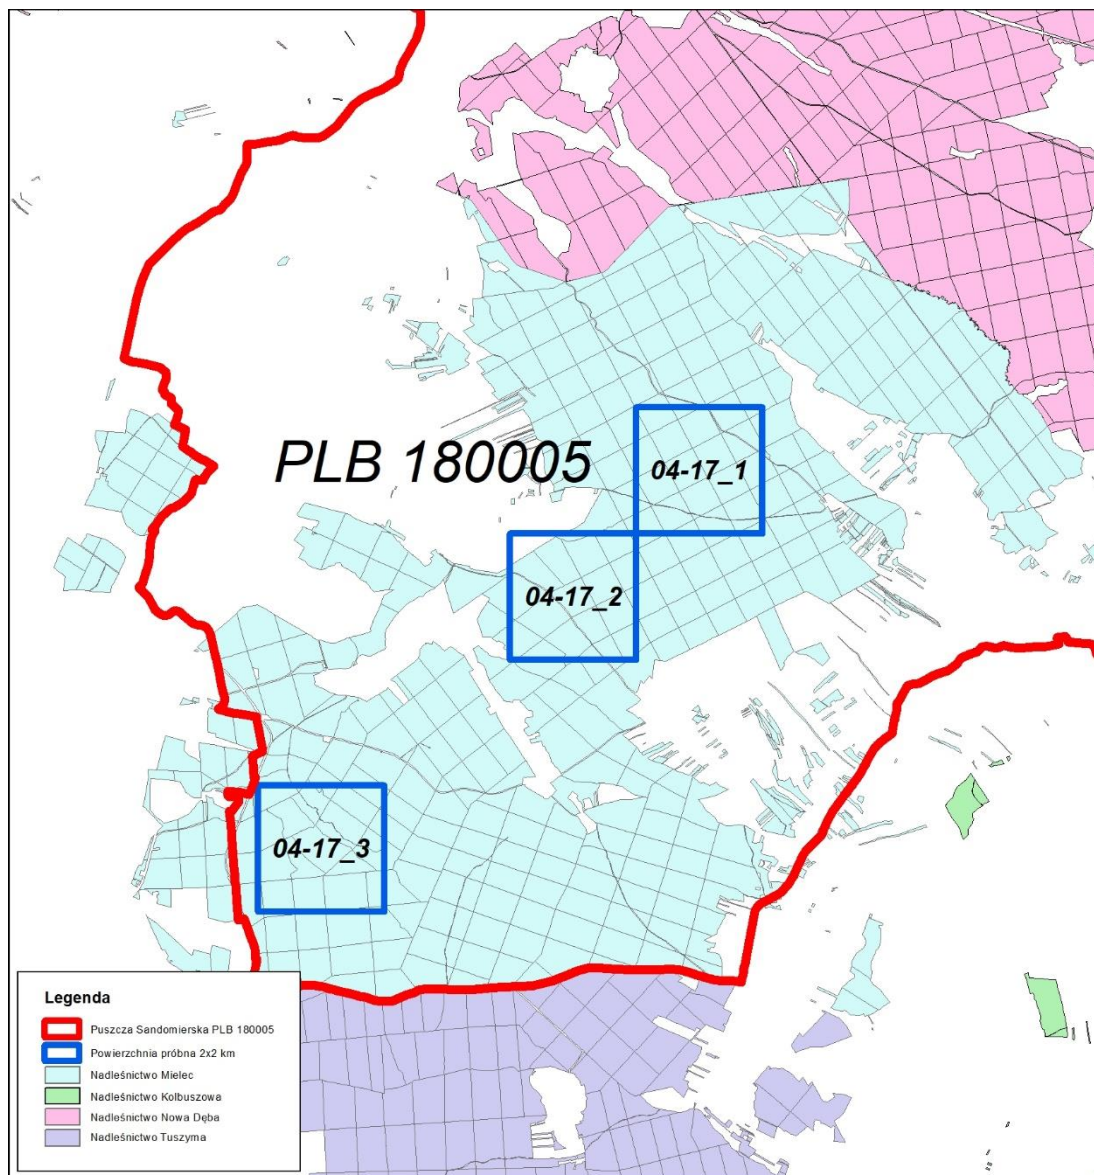 PLB 180005
04-17_1
04-17_2
04-17_3
Legenda
Puszcza Sandomierska PLB 180005
Powierzchnia próbna 2x2 km
Nadleśnictwo Mielec
Nadleśnictwo Kolbuszowa
Nadleśnictwo Nowa Dęba
Nadleśnictwo Tuszyma